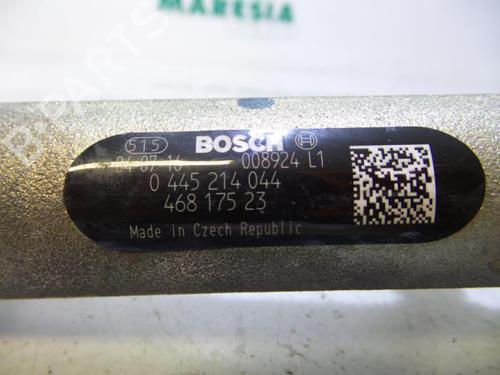 MARESIA
PARTS
515 BOSCH
04 07 16 008924 L1
0 445 214 044
468 175 23
Made in Czech Republic